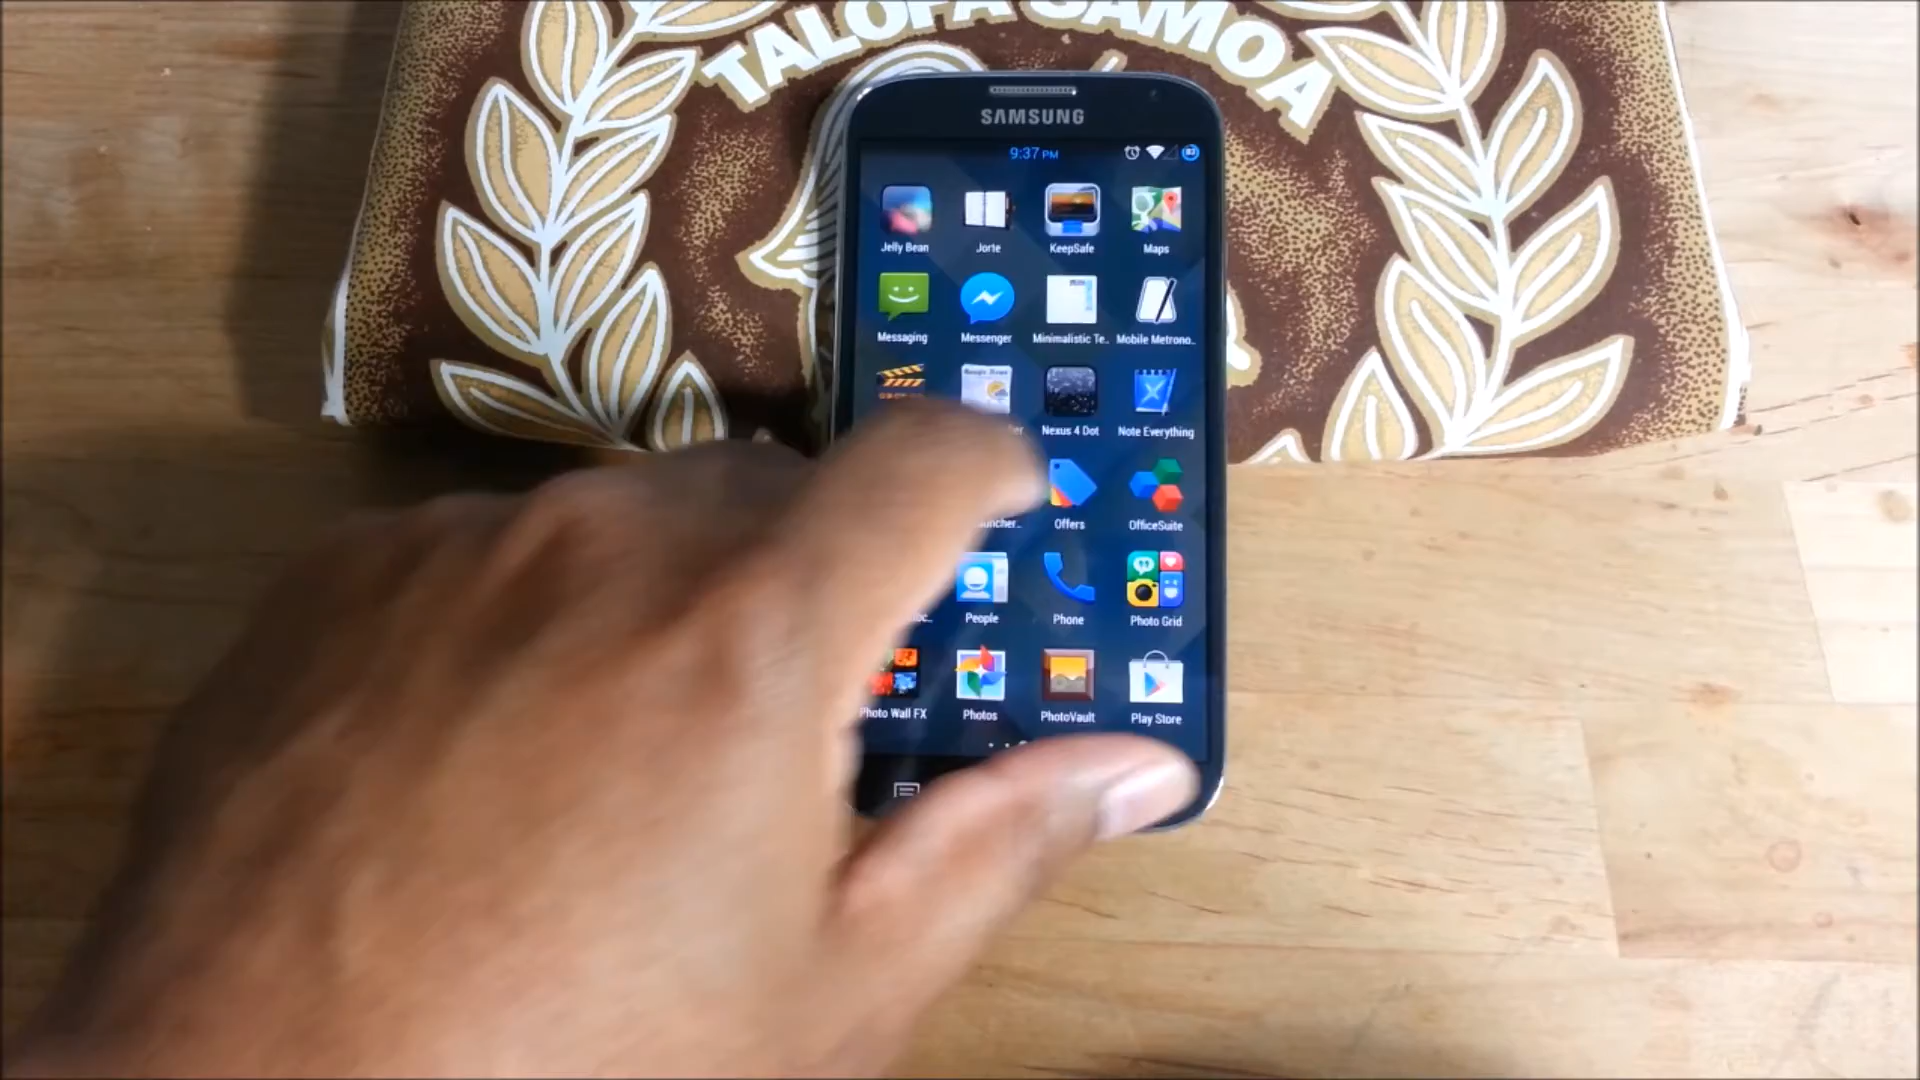 TALOFA SAMOA
SAMSUNG
9:37 PM
83
Jelly Bean Jorte KeepSafe Maps
Messaging Messenger Minimalistic Te.. Mobile Metrono..
Nexus 4 Dot Note Everything
Offers OfficeSuite
People Phone Photo Grid
Photo Wall FX Photos PhotoVault Play Store